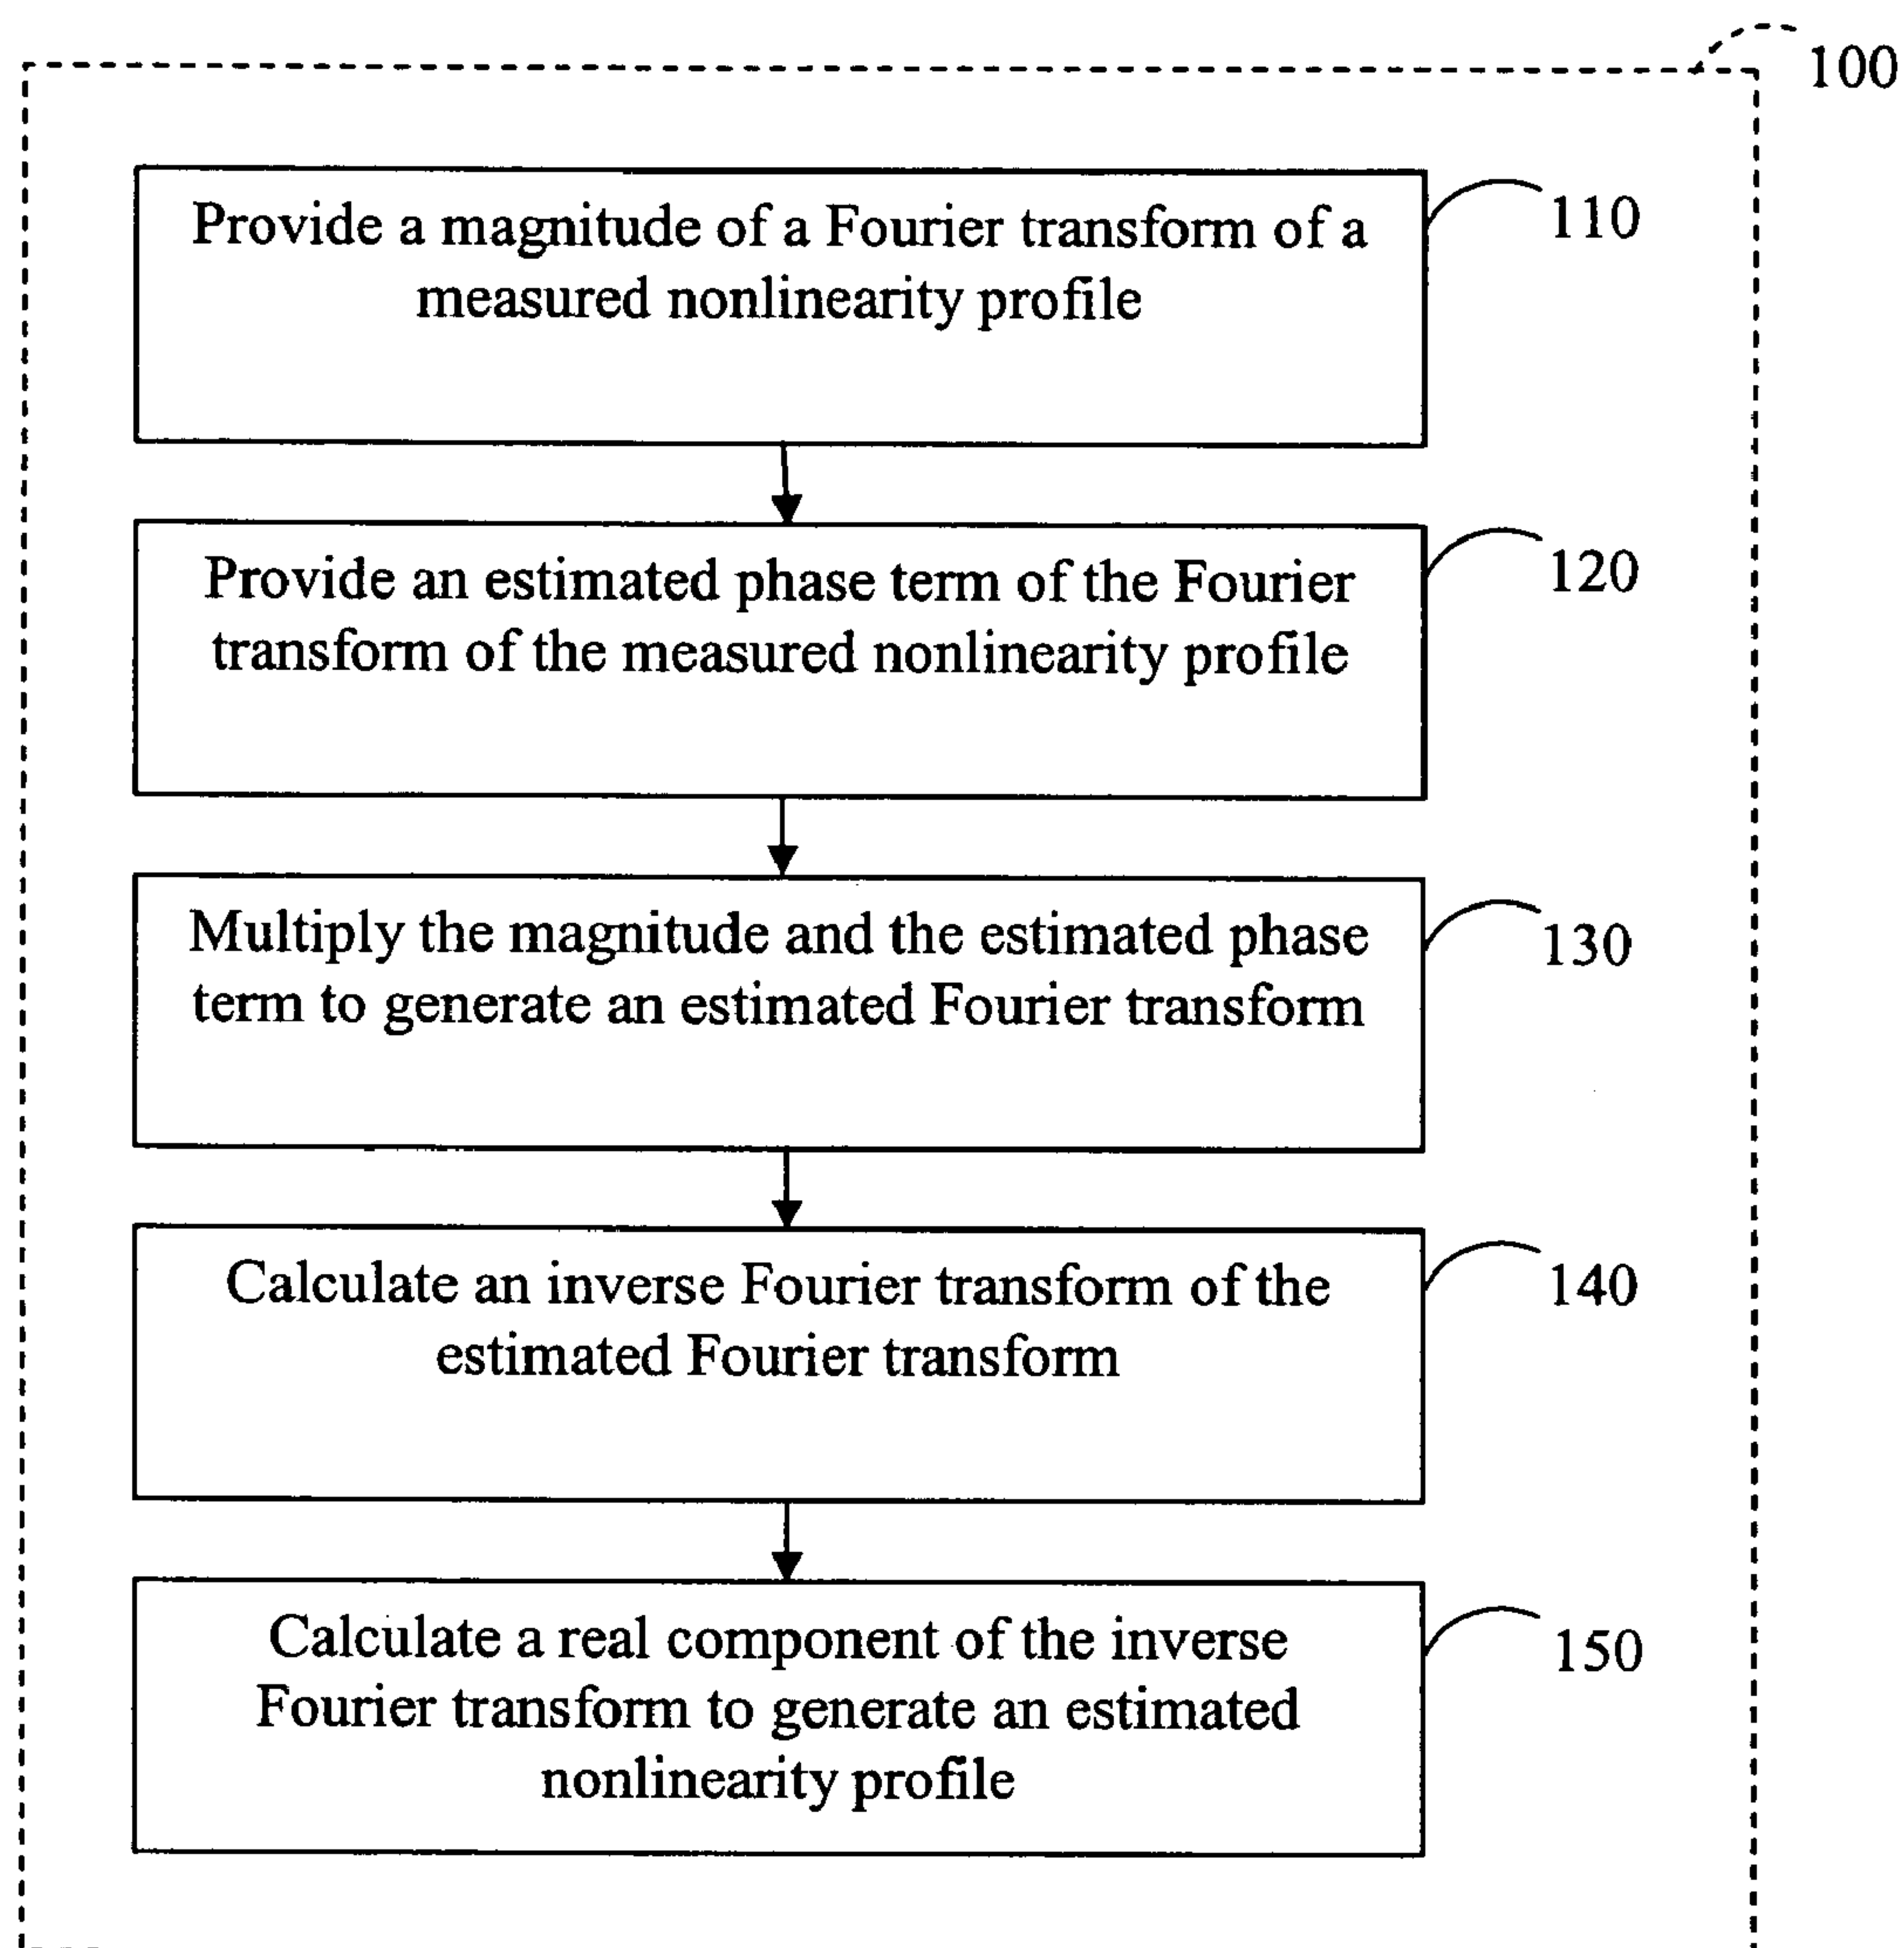 100
Provide a magnitude of a Fourier transform of a
measured nonlinearity profile
110
Provide an estimated phase term of the Fourier
transform of the measured nonlinearity profile
120
Multiply the magnitude and the estimated phase
term to generate an estimated Fourier transform
130
Calculate an inverse Fourier transform of the
estimated Fourier transform
140
Calculate a real component of the inverse
Fourier transform to generate an estimated
nonlinearity profile
150